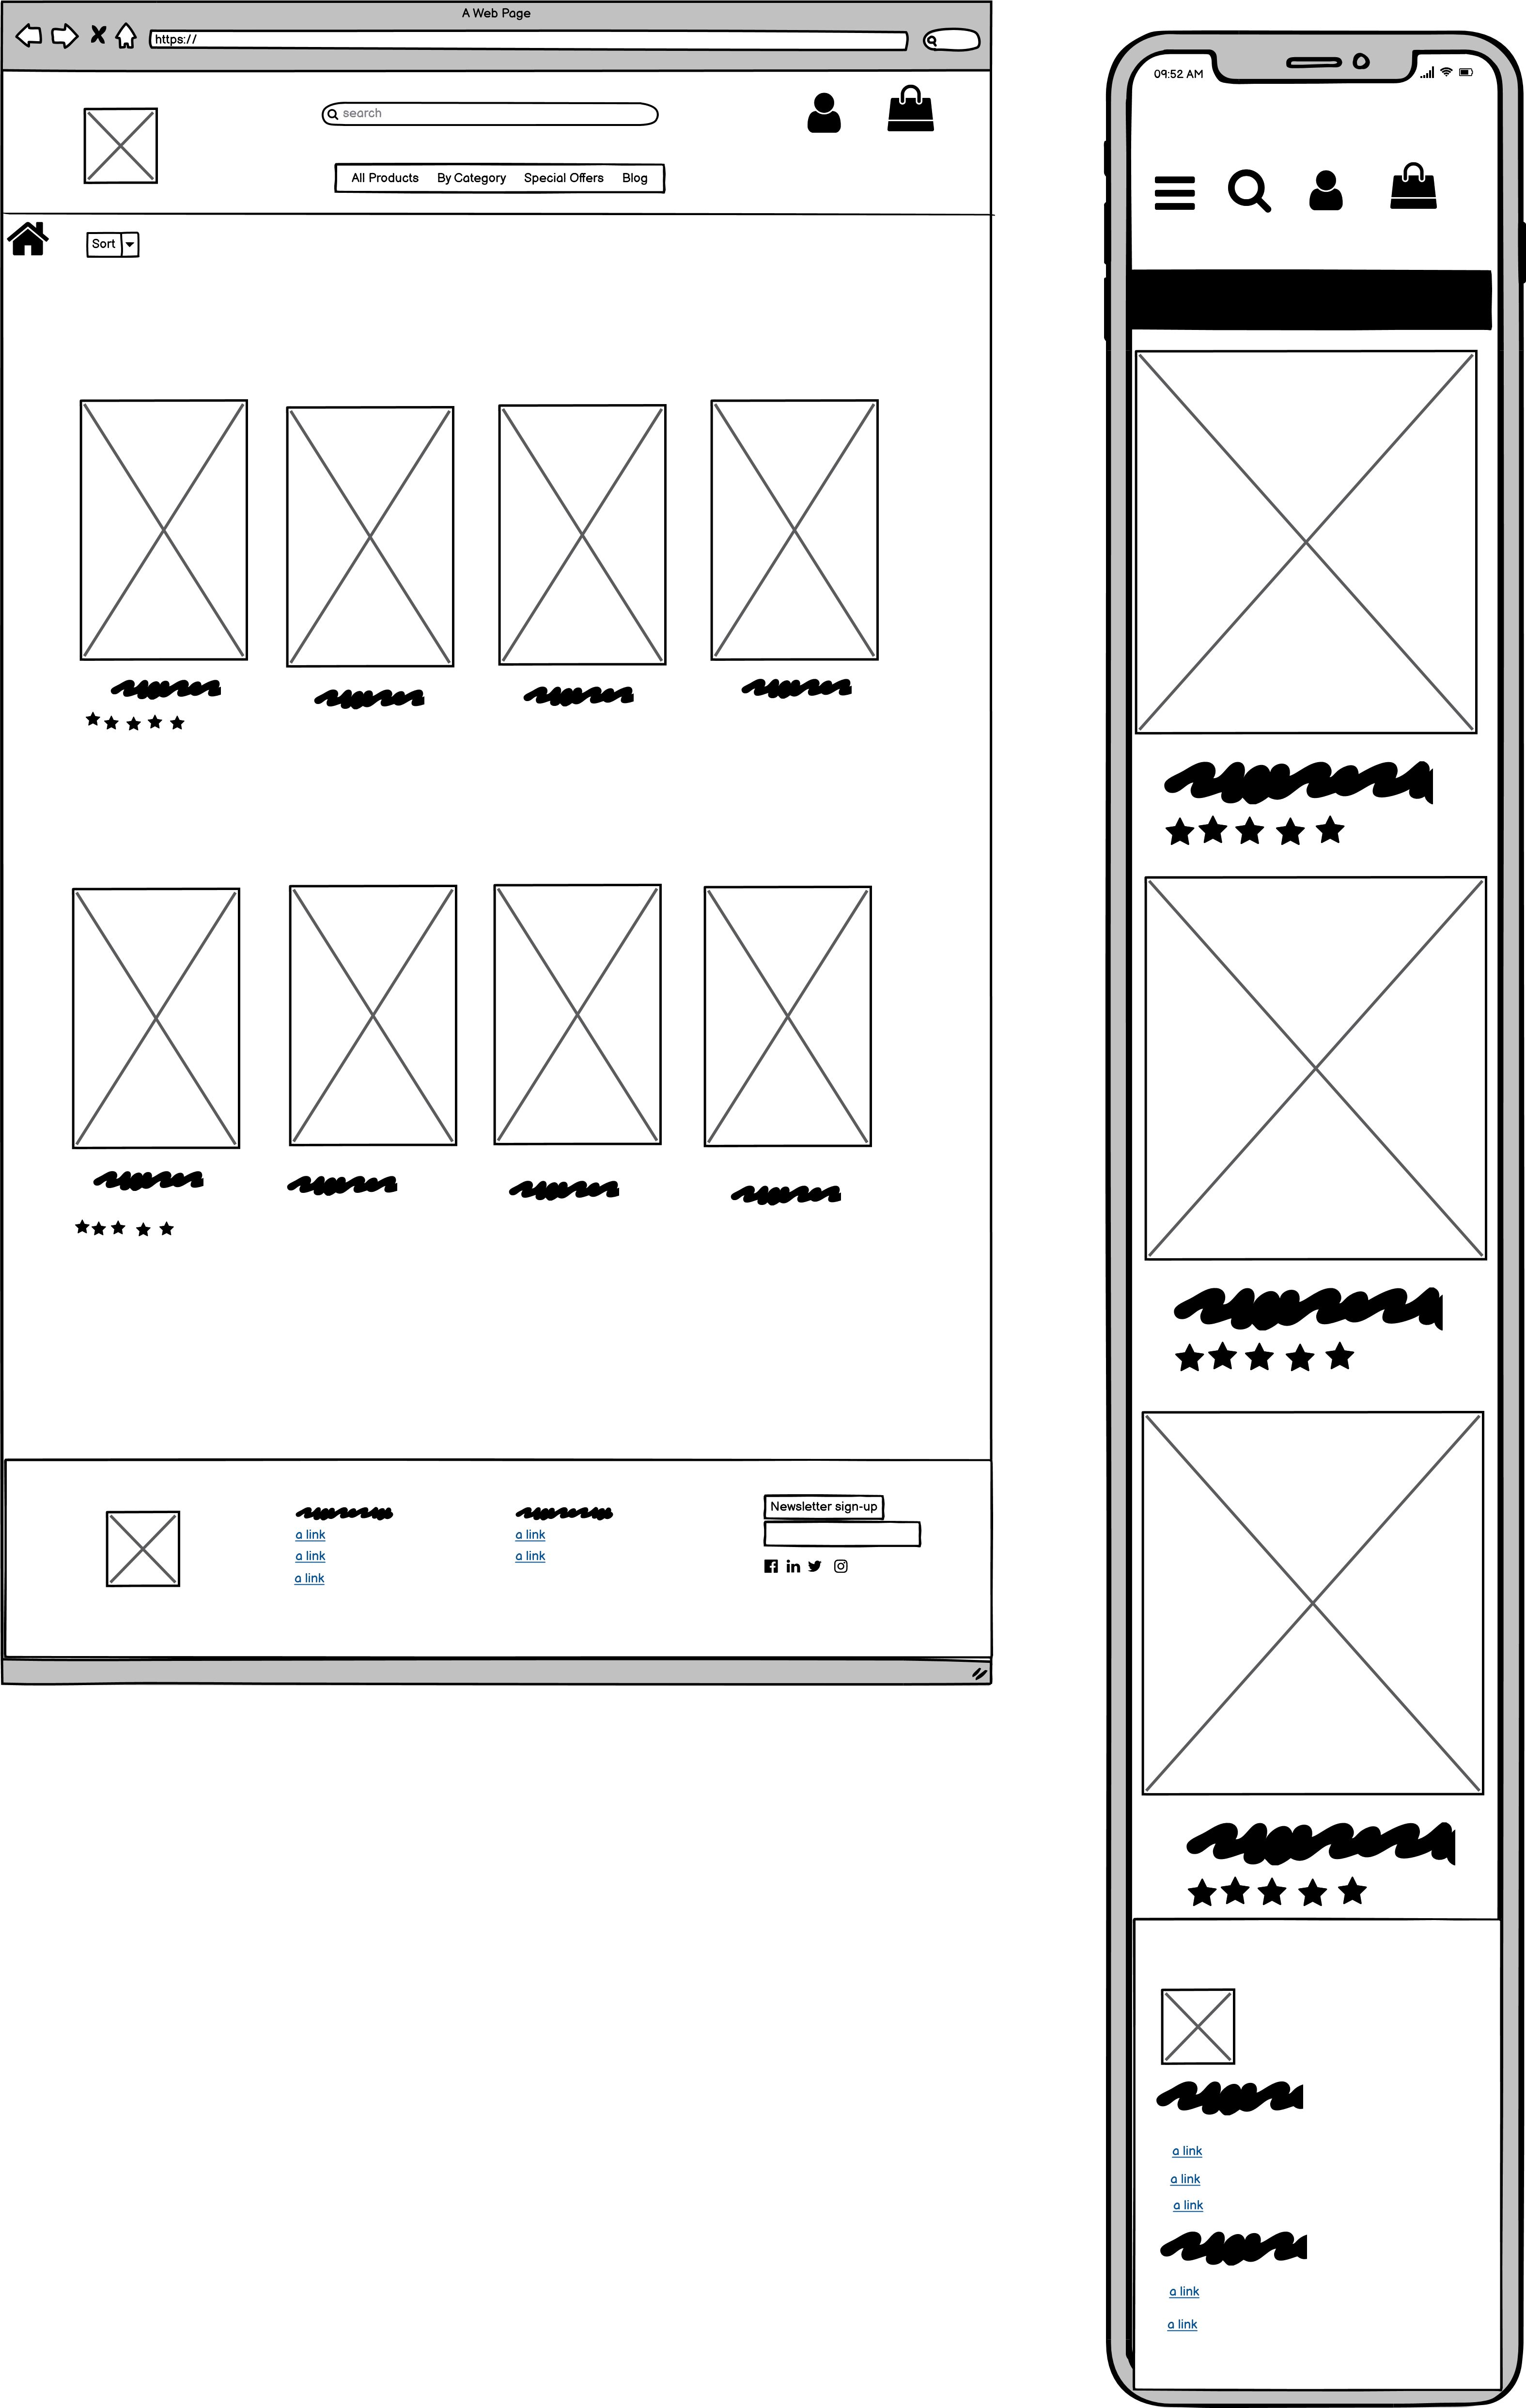 A Web Page
https://
search
All Products By Category Special Offers Blog
Sort
Newsletter sign-up
a link a link
a link a link
a link
09:52 AM
a link
a link
a link
a link
a link